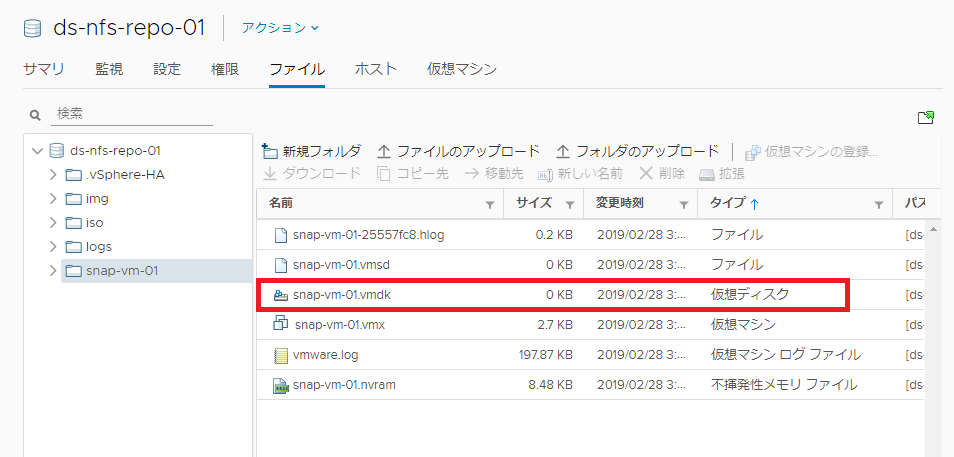 ds-nfs-repo-01 アクション
サマリ 監視 設定 権限 ファイル ホスト 仮想マシン
検索
ds-nfs-repo-01
.vSphere-HA
img
iso
logs
snap-vm-01
新規フォルダ ファイルのアップロード フォルダのアップロード 仮想マシンの登録...
ダウンロード コピー先 移動先 新しい名前 削除 拡張
名前 サイズ 変更時刻 タイプ パス
snap-vm-01-25557fc8.hlog 0.2 KB 2019/02/28 3:... ファイル [ds
snap-vm-01.vmsd 0 KB 2019/02/28 3:... ファイル [ds
snap-vm-01.vmdk 0 KB 2019/02/28 3:... 仮想ディスク [ds
snap-vm-01.vmx 2.7 KB 2019/02/28 3:... 仮想マシン [ds
vmware.log 197.87 KB 2019/02/28 3:... 仮想マシン ログ ファイル [ds
snap-vm-01.nvram 8.48 KB 2019/02/28 3:... 不揮発性メモリ ファイル [ds